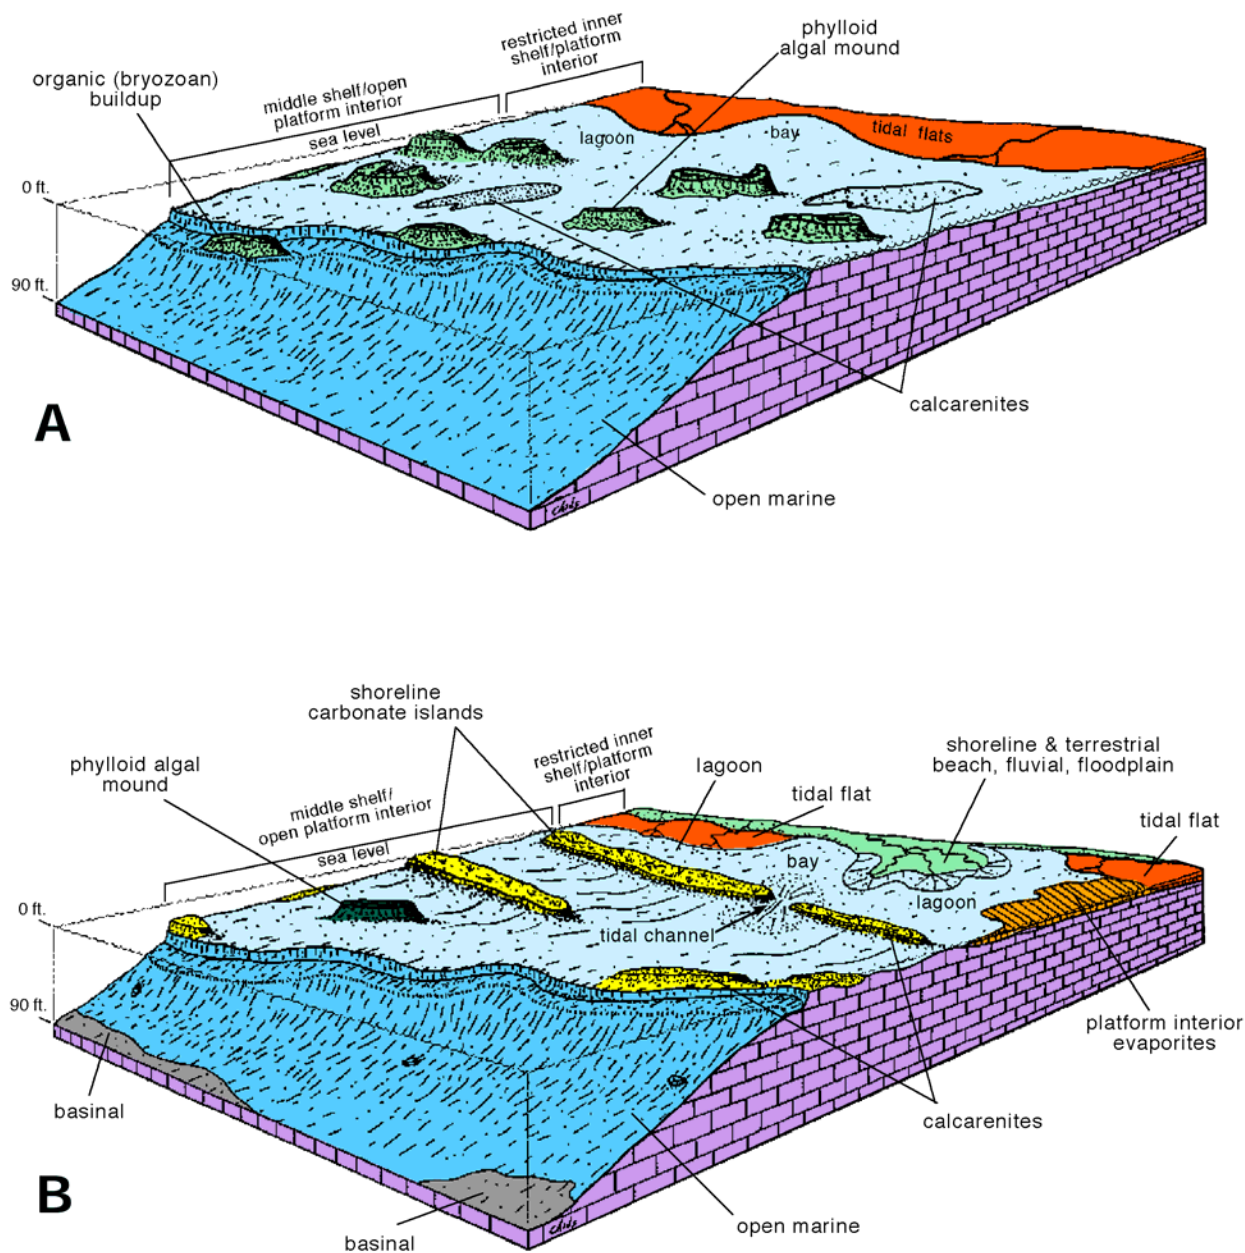 phylloid
algal mound
restricted inner
shelf/platform
interior
organic (bryozoan)
buildup
middle shelf/open
platform interior
sea level
lagoon
bay
tidal flats
0 ft.
90 ft.
calcarenites
A
open marine
Chids
shoreline
carbonate islands
restricted inner
shelf/platform
interior
shoreline & terrestrial
beach, fluvial, floodplain
phylloid algal
mound
lagoon
middle shelf/
open platform interior
tidal flat
tidal flat
sea level
bay
lagoon
0 ft.
tidal channel
90 ft.
platform interior
evaporites
basinal
calcarenites
B
open marine
basinal
Chids